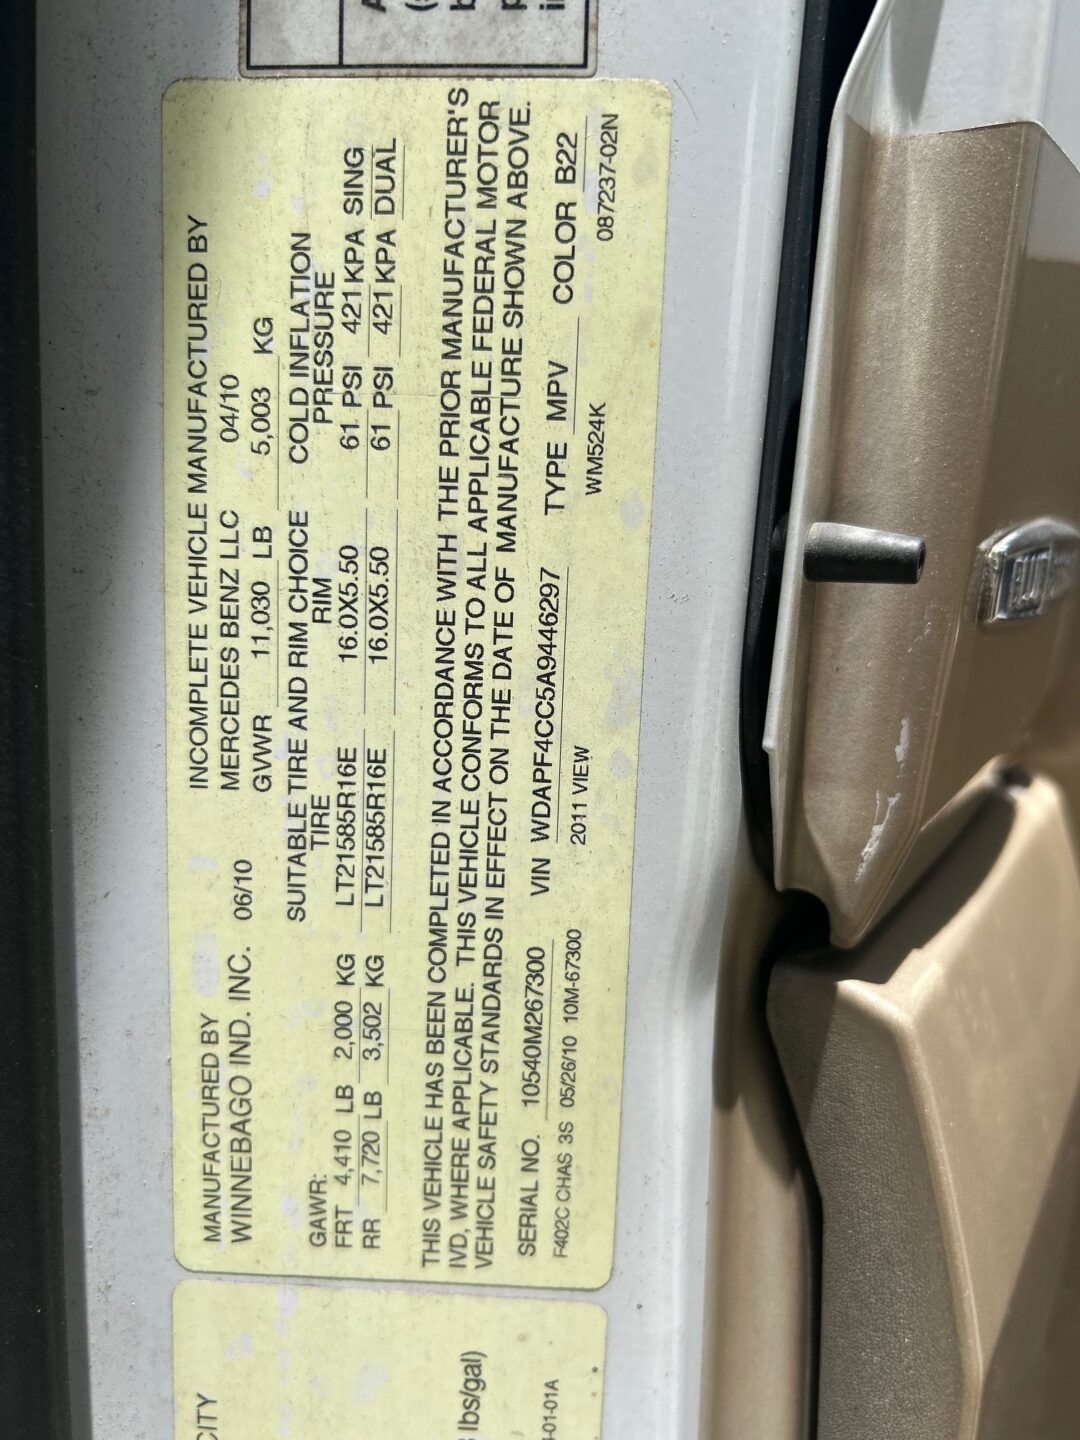 MANUFACTURED BY
WINNEBAGO IND. INC. 06/10
INCOMPLETE VEHICLE MANUFACTURED BY
MERCEDES BENZ LLC 04/10
GVWR 11,030 LB 5,003 KG
GAWR:
SUITABLE TIRE AND RIM CHOICE
TIRE RIM
COLD INFLATION
PRESSURE
FRT 4,410 LB 2,000 KG LT21585R16E 16.0X5.50 61 PSI 421 KPA SING
RR 7,720 LB 3,502 KG LT21585R16E 16.0X5.50 61 PSI 421 KPA DUAL
THIS VEHICLE HAS BEEN COMPLETED IN ACCORDANCE WITH THE PRIOR MANUFACTURER'S
IVD, WHERE APPLICABLE. THIS VEHICLE CONFORMS TO ALL APPLICABLE FEDERAL MOTOR
VEHICLE SAFETY STANDARDS IN EFFECT ON THE DATE OF MANUFACTURE SHOWN ABOVE.
SERIAL NO. 10540M267300 VIN WDAPF4CC5A9446297 TYPE MPV COLOR B22
F402C CHAS 3S 05/26/10 10M-67300 2011 VIEW WM524K 087237-02N
CITY
lbs/gal)
-01-01A